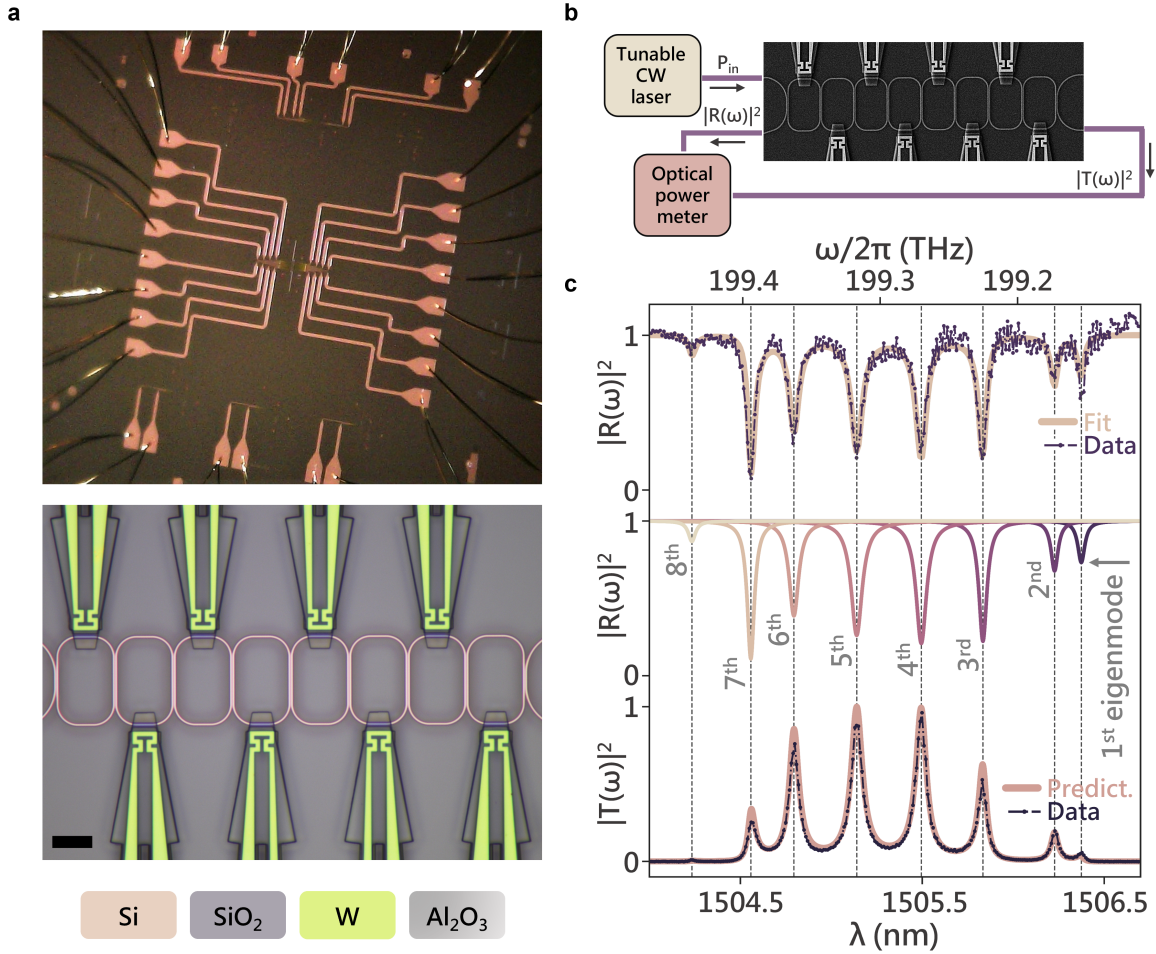 a
b
Tunable
CW
laser
P_in
|R(ω)|²
Optical
power
meter
|T(ω)|²
Si
SiO₂
W
Al₂O₃
c
ω/2π (THz)
199.4 199.3 199.2
|R(ω)|²
1
0
Fit
Data
|R(ω)|²
1
0
8th
7th
6th
5th
4th
3rd
2nd
1st eigenmode
|T(ω)|²
1
0
Predict.
Data
1504.5 1505.5 1506.5
λ (nm)